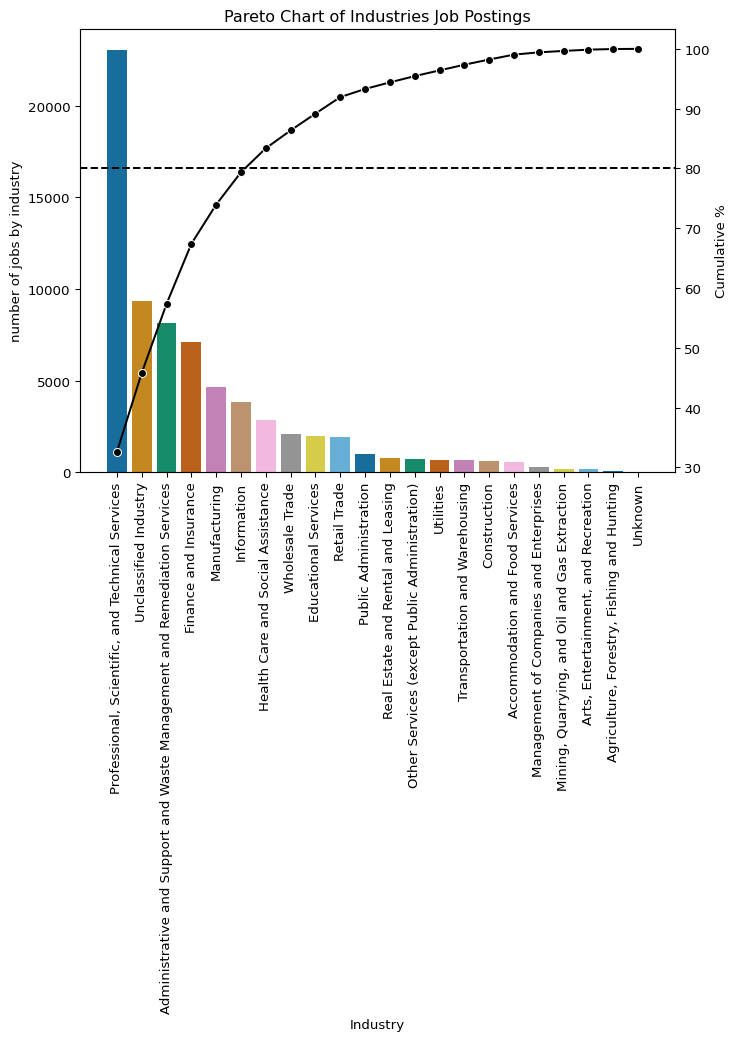 Pareto Chart of Industries Job Postings
number of jobs by industry
20000
15000
10000
5000
0
100
90
80
70
60
50
40
30
Cumulative %
Professional, Scientific, and Technical Services
Unclassified Industry
Administrative and Support and Waste Management and Remediation Services
Finance and Insurance
Manufacturing
Information
Health Care and Social Assistance
Wholesale Trade
Educational Services
Retail Trade
Public Administration
Real Estate and Rental and Leasing
Other Services (except Public Administration)
Utilities
Transportation and Warehousing
Construction
Accommodation and Food Services
Management of Companies and Enterprises
Mining, Quarrying, and Oil and Gas Extraction
Arts, Entertainment, and Recreation
Agriculture, Forestry, Fishing and Hunting
Unknown
Industry